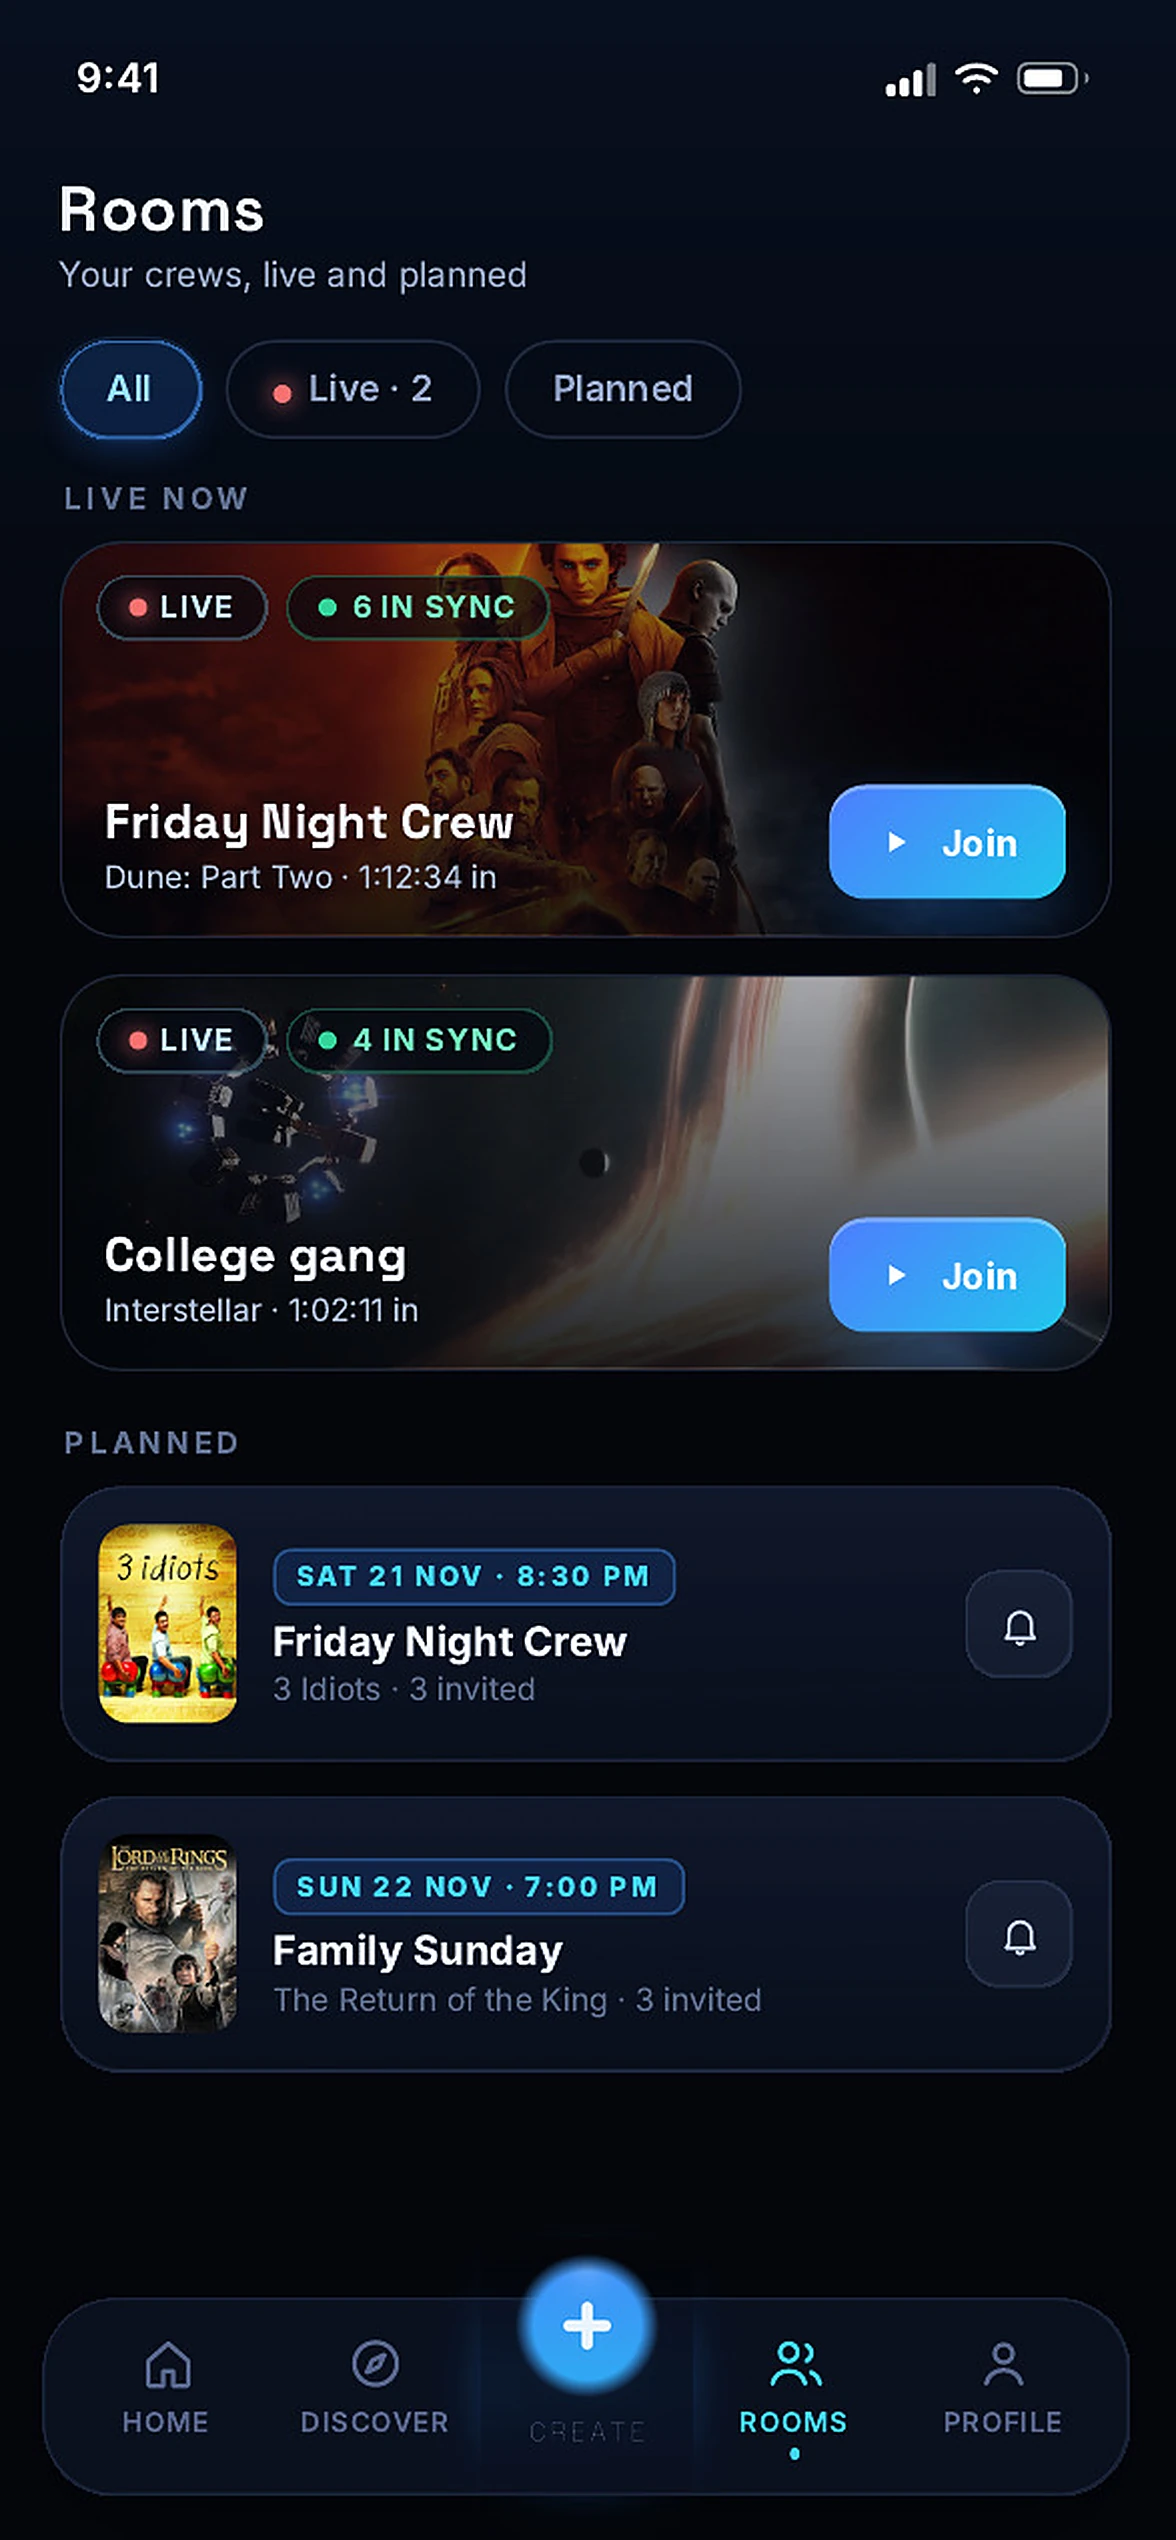 9:41
Rooms
Your crews, live and planned
All
Live · 2
Planned
LIVE NOW
LIVE
6 IN SYNC
Friday Night Crew
Dune: Part Two · 1:12:34 in
Join
LIVE
4 IN SYNC
College gang
Interstellar · 1:02:11 in
Join
PLANNED
3 idiots
SAT 21 NOV · 8:30 PM
Friday Night Crew
3 Idiots · 3 invited
THE LORD OF THE RINGS
SUN 22 NOV · 7:00 PM
Family Sunday
The Return of the King · 3 invited
HOME
DISCOVER
CREATE
ROOMS
PROFILE